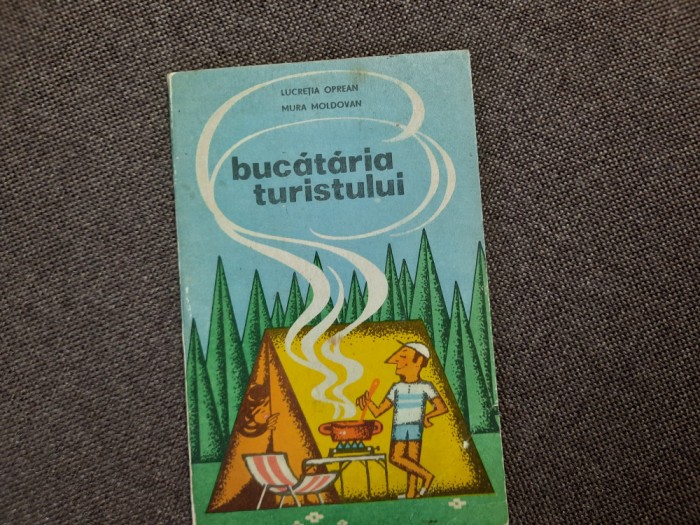 LUCREȚIA OPREAN
MURA MOLDOVAN
bucătăria
turistului